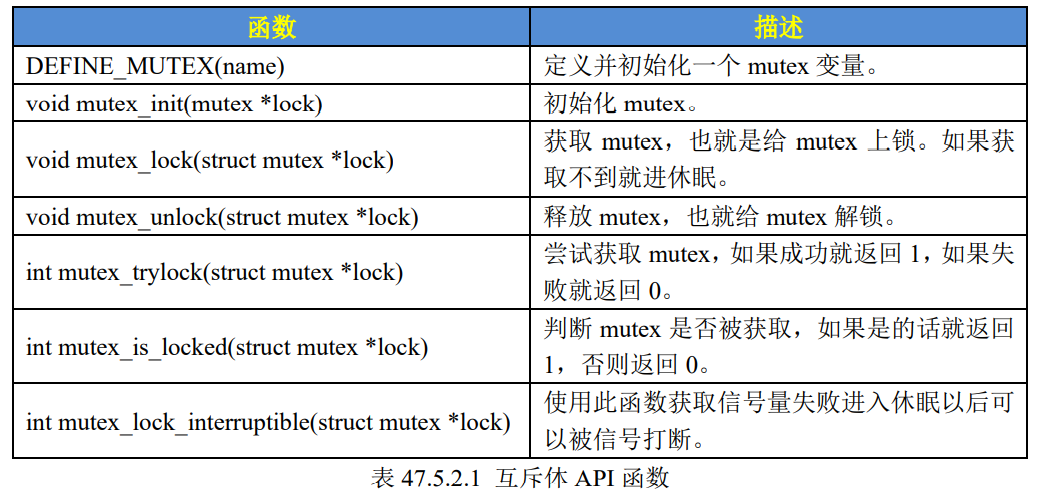 函数 描述
DEFINE_MUTEX(name) 定义并初始化一个 mutex 变量。
void mutex_init(mutex *lock) 初始化 mutex。
void mutex_lock(struct mutex *lock) 获取 mutex，也就是给 mutex 上锁。如果获
取不到就进休眠。
void mutex_unlock(struct mutex *lock) 释放 mutex，也就给 mutex 解锁。
int mutex_trylock(struct mutex *lock) 尝试获取 mutex，如果成功就返回 1，如果失
败就返回 0。
int mutex_is_locked(struct mutex *lock) 判断 mutex 是否被获取，如果是的话就返回
1，否则返回 0。
int mutex_lock_interruptible(struct mutex *lock) 使用此函数获取信号量失败进入休眠以后可
以被信号打断。
表 47.5.2.1 互斥体 API 函数